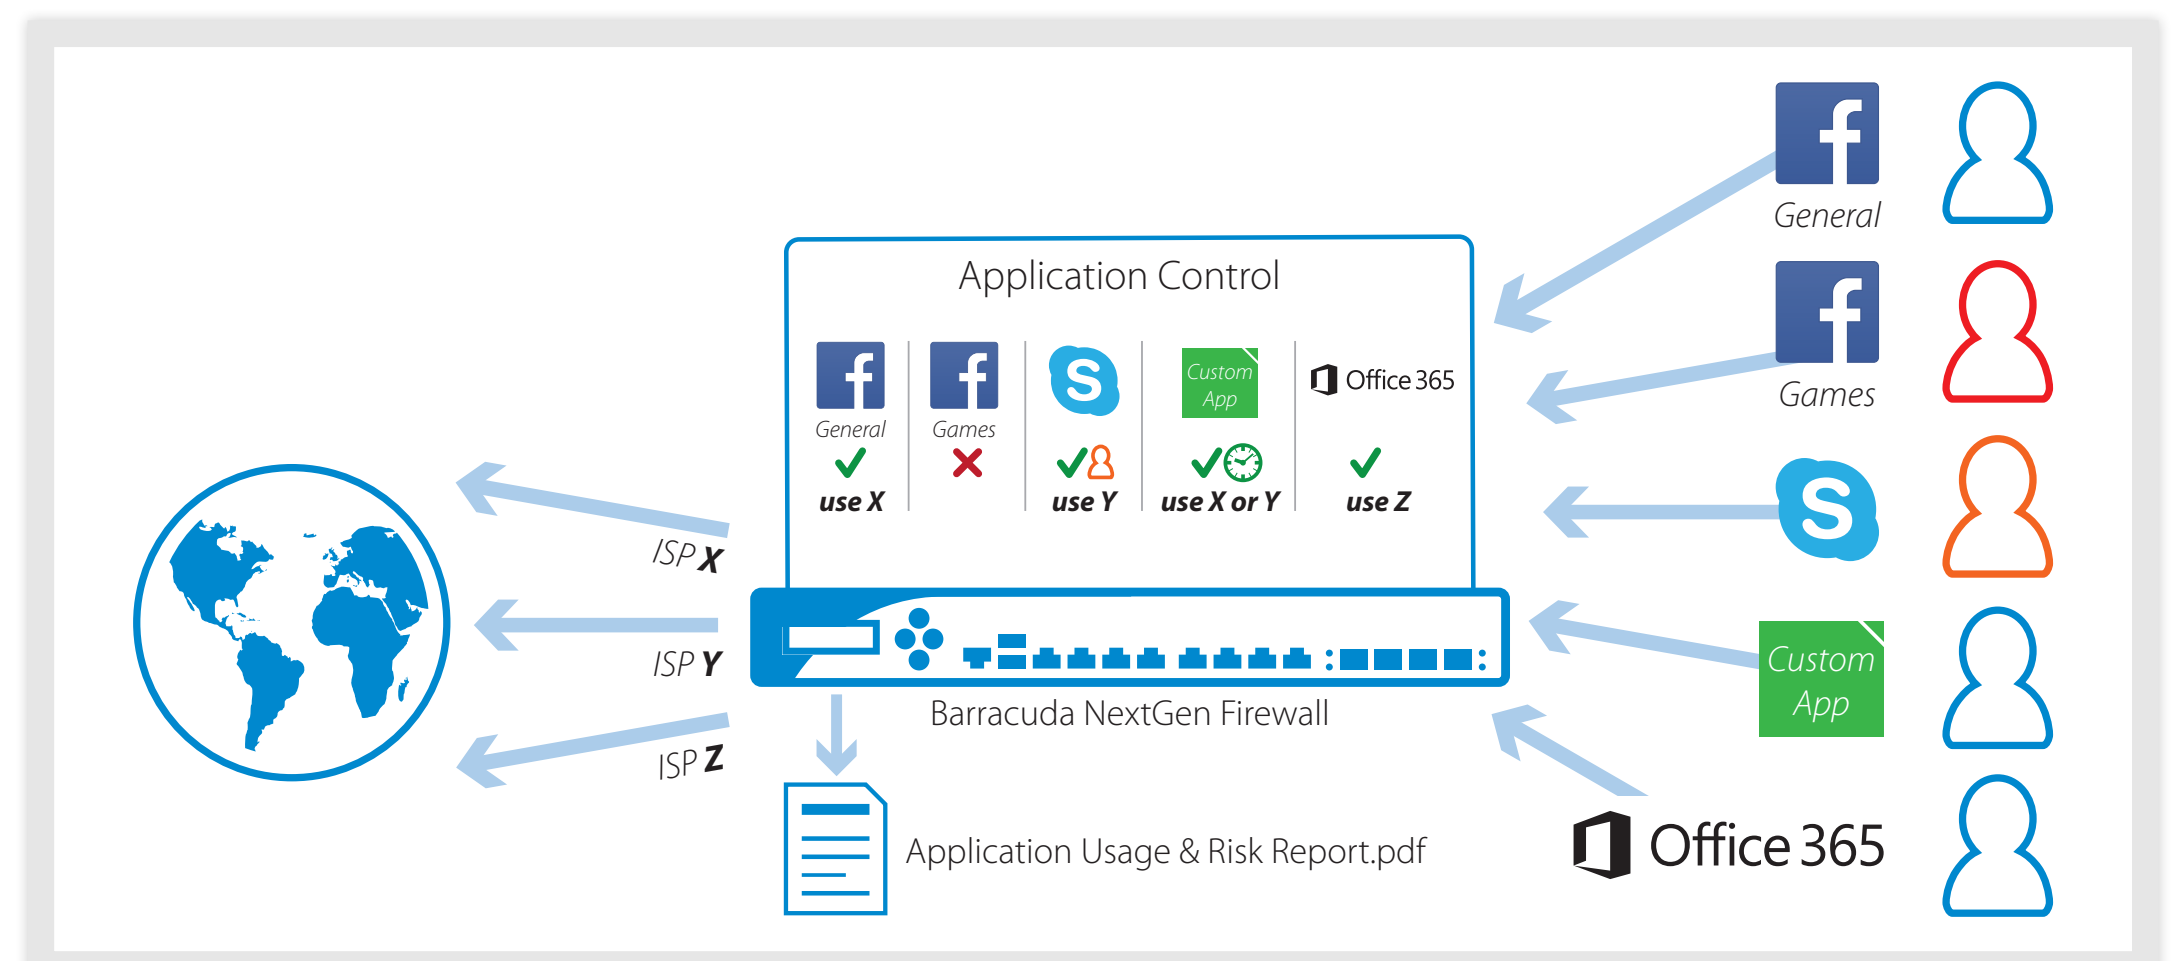 General
Games
Custom
App
Office 365
Application Control
General
Games
Custom
App
Office 365
use X
use Y
use X or Y
use Z
ISP X
ISP Y
ISP Z
Barracuda NextGen Firewall
Application Usage & Risk Report.pdf